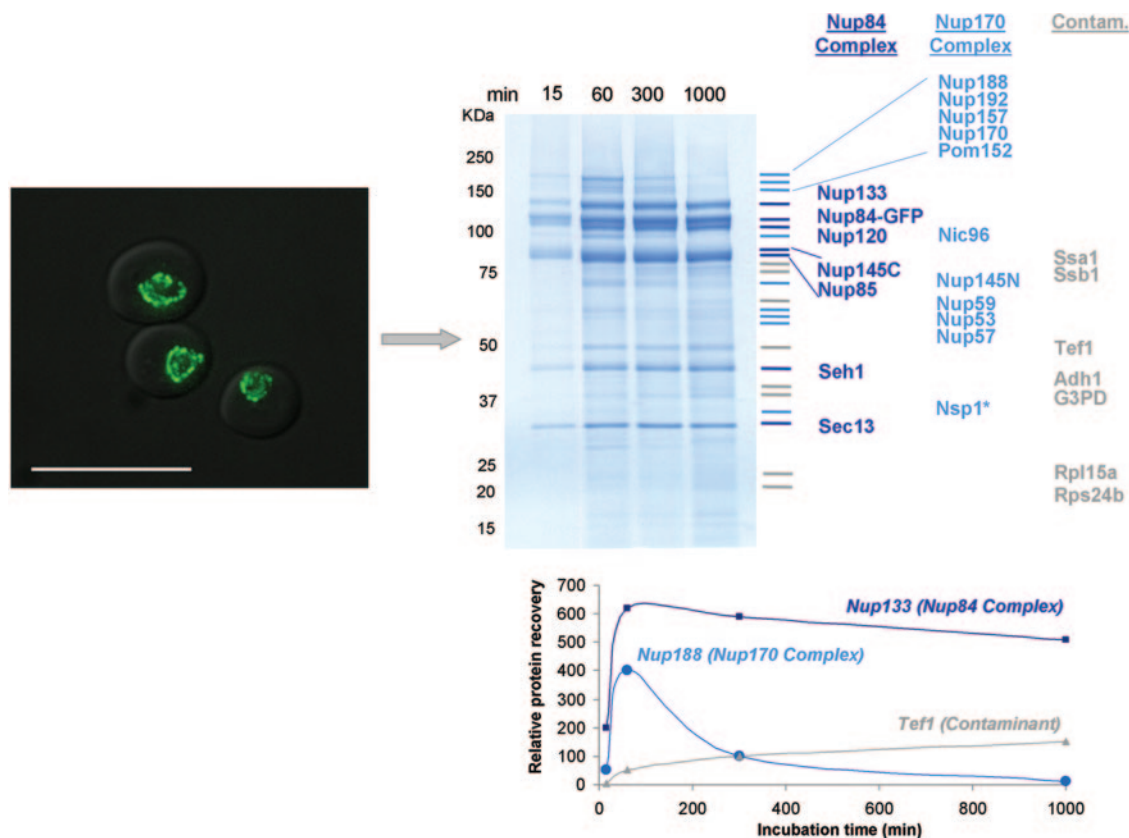 Nup84 Complex
Nup170 Complex
Contam.
min 15 60 300 1000
KDa
250
150
100
75
50
37
25
20
15
Nup133
Nup84-GFP
Nup120
Nup145C
Nup85
Seh1
Sec13
Nup188
Nup192
Nup157
Nup170
Pom152
Nic96
Nup145N
Nup59
Nup53
Nup57
Nsp1*
Ssa1
Ssb1
Tef1
Adh1
G3PD
Rpl15a
Rps24b
Relative protein recovery
700
600
500
400
300
200
100
0
Nup133 (Nup84 Complex)
Nup188 (Nup170 Complex)
Tef1 (Contaminant)
0 200 400 600 800 1000
Incubation time (min)